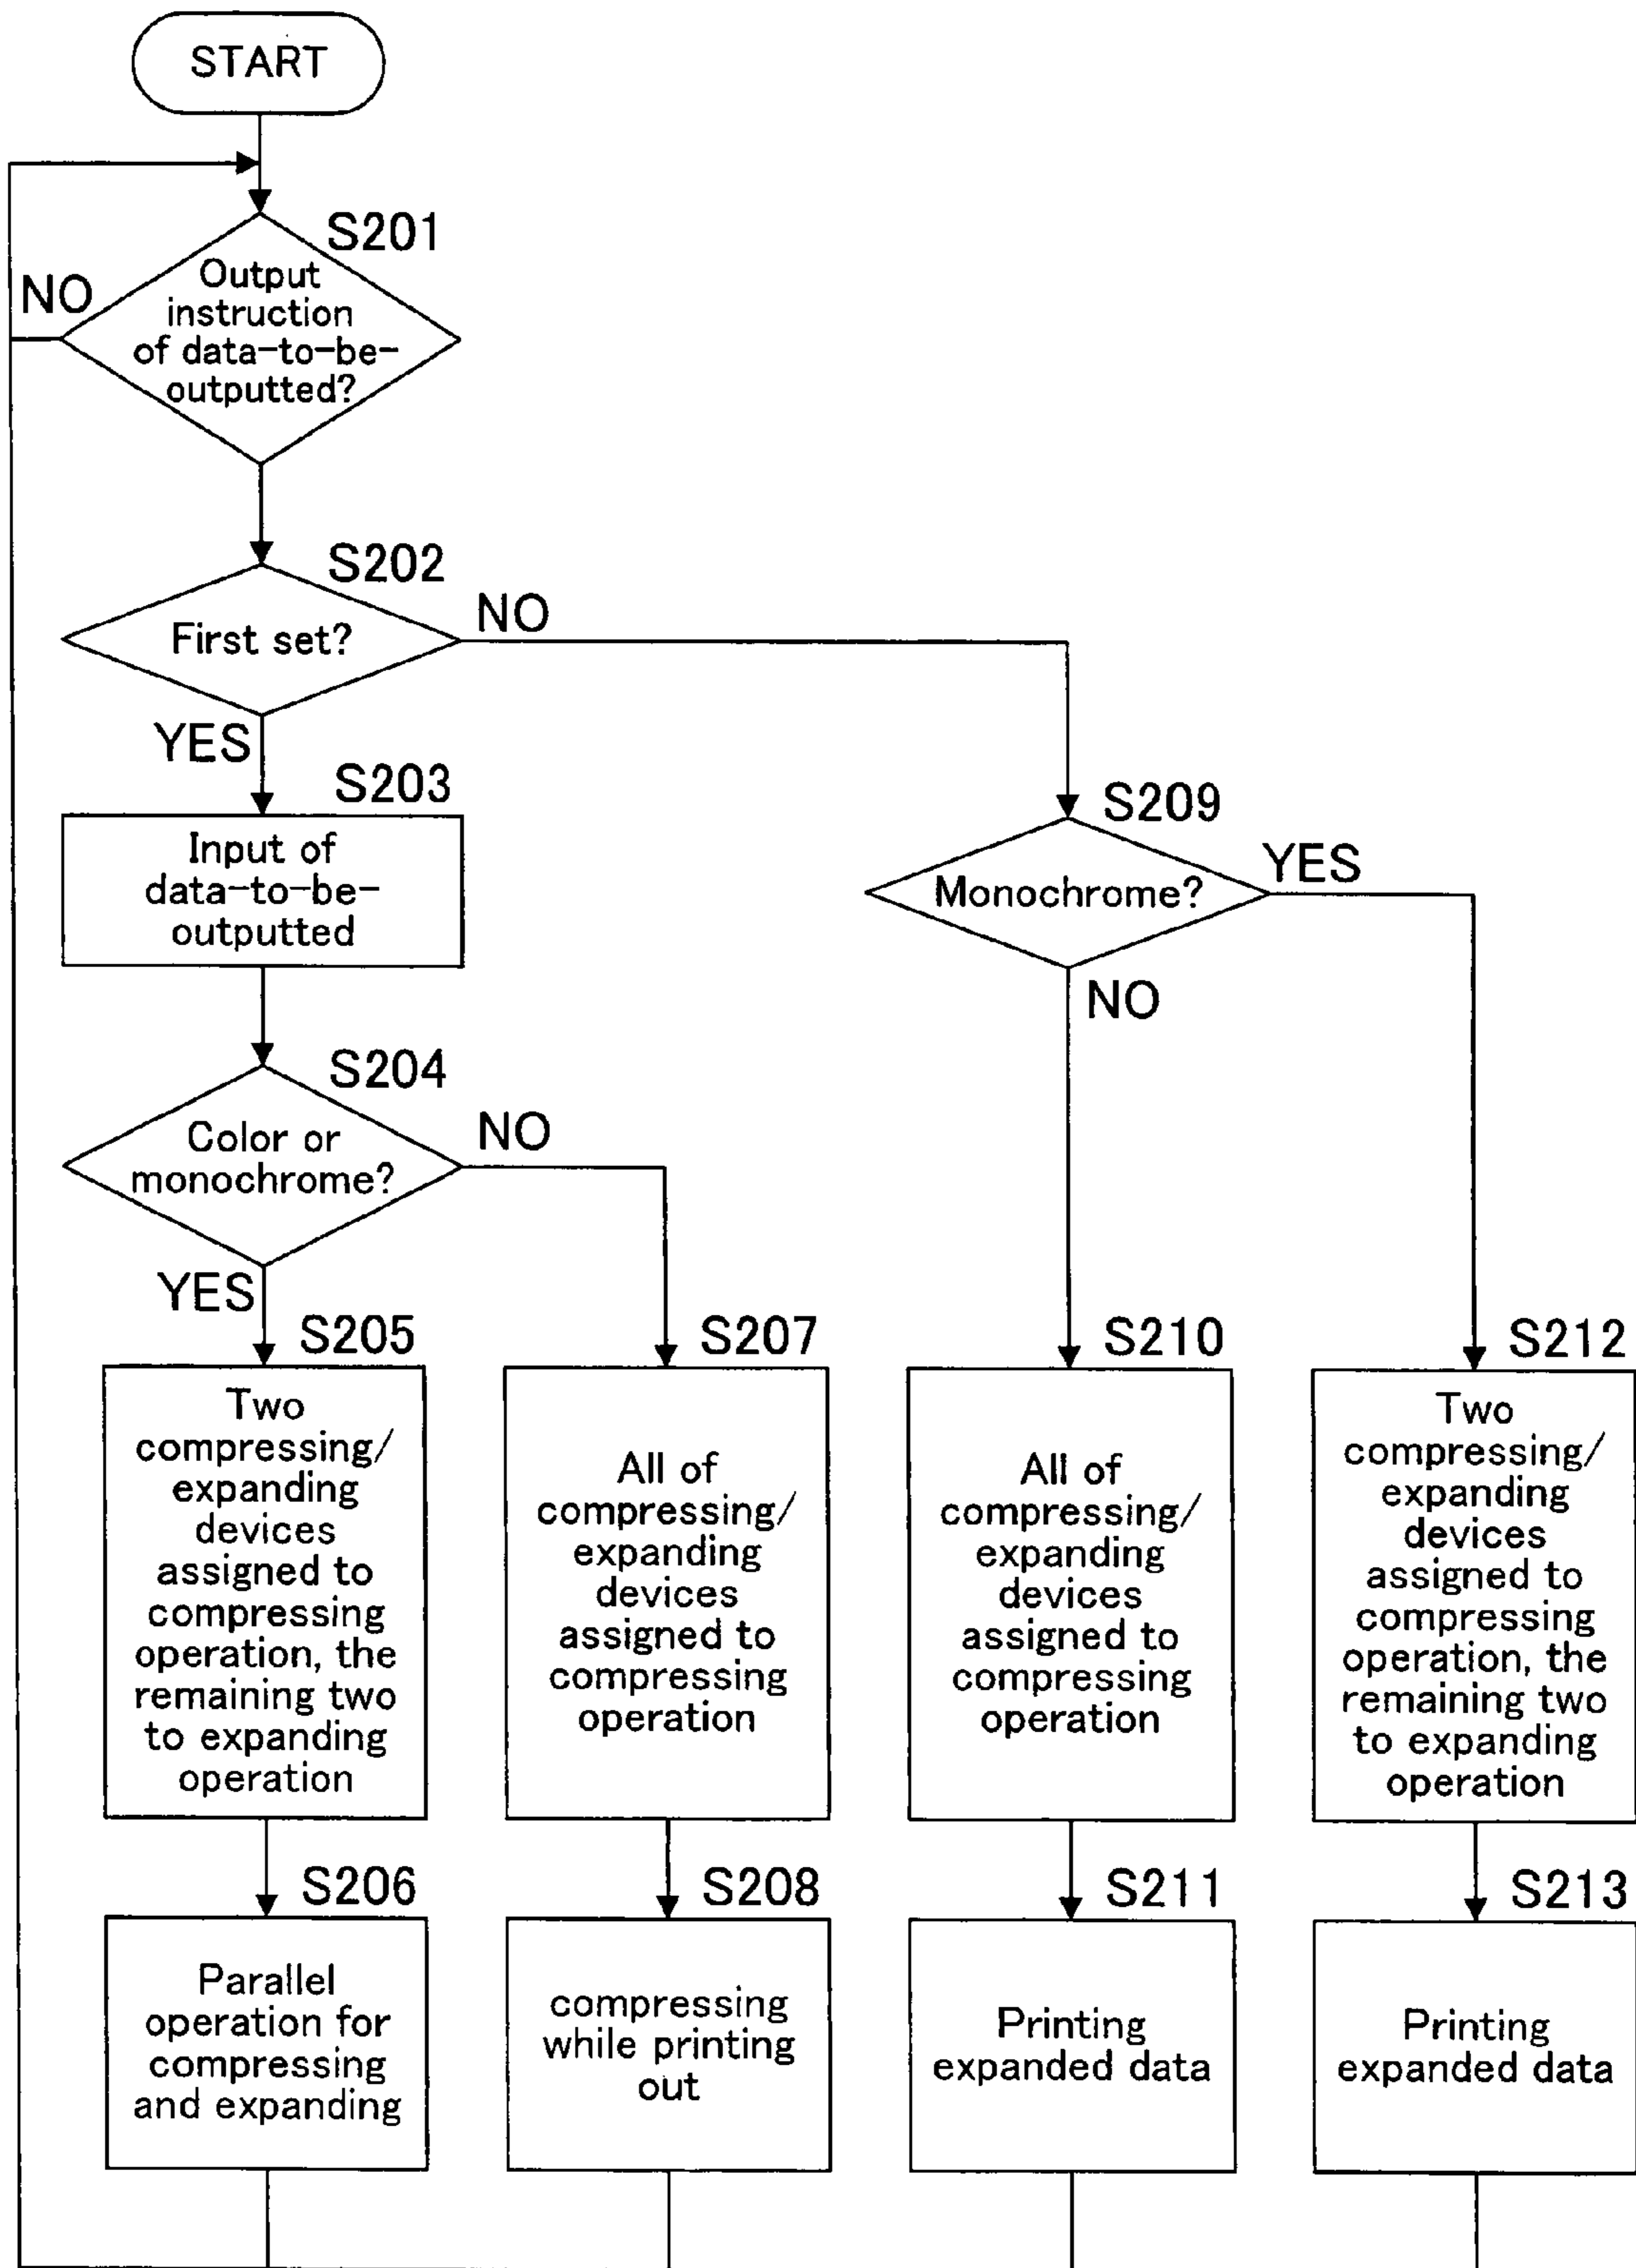 START
S201
NO
Output
instruction
of data-to-be-
outputted?
S202
First set?
NO
YES
S203
Input of
data-to-be-
outputted
S209
Monochrome?
YES
NO
S204
Color or
monochrome?
NO
YES
S205
Two
compressing/
expanding
devices
assigned to
compressing
operation, the
remaining two
to expanding
operation
S207
All of
compressing/
expanding
devices
assigned to
compressing
operation
S210
All of
compressing/
expanding
devices
assigned to
compressing
operation
S212
Two
compressing/
expanding
devices
assigned to
compressing
operation, the
remaining two
to expanding
operation
S206
Parallel
operation for
compressing
and expanding
S208
compressing
while printing
out
S211
Printing
expanded data
S213
Printing
expanded data